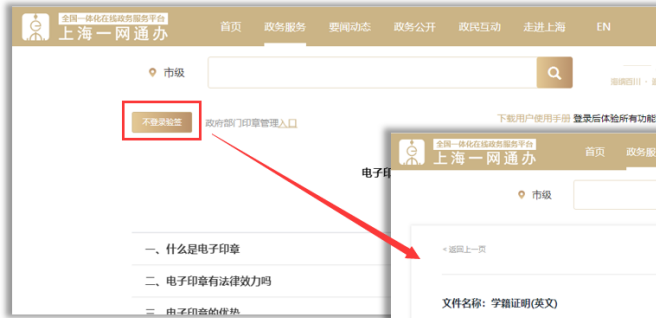 全国一体化在线政务服务平台
上海一网通办
首页 政务服务 要闻动态 政务公开 政民互动 走进上海 EN
市级
海纳百川 ·
不登录验签 政府部门印章管理入口
下载用户使用手册 登录后体验所有功能
电子印
一、什么是电子印章
二、电子印章有法律效力吗
三、电子印章的优势
全国一体化在线政务服务平台
上海一网通办
首页 政务服
市级
« 返回上一页
文件名称：学籍证明(英文)